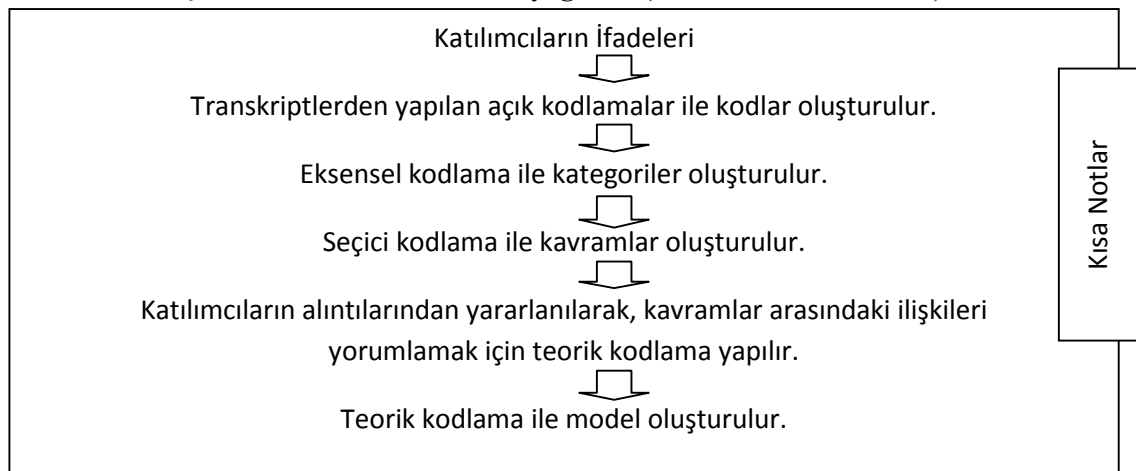 Katılımcıların İfadeleri
Transkriptlerden yapılan açık kodlamalar ile kodlar oluşturulur.
Eksensel kodlama ile kategoriler oluşturulur.
Seçici kodlama ile kavramlar oluşturulur.
Katılımcıların alıntılarından yararlanılarak, kavramlar arasındaki ilişkileri
yorumlamak için teorik kodlama yapılır.
Teorik kodlama ile model oluşturulur.
Kısa Notlar